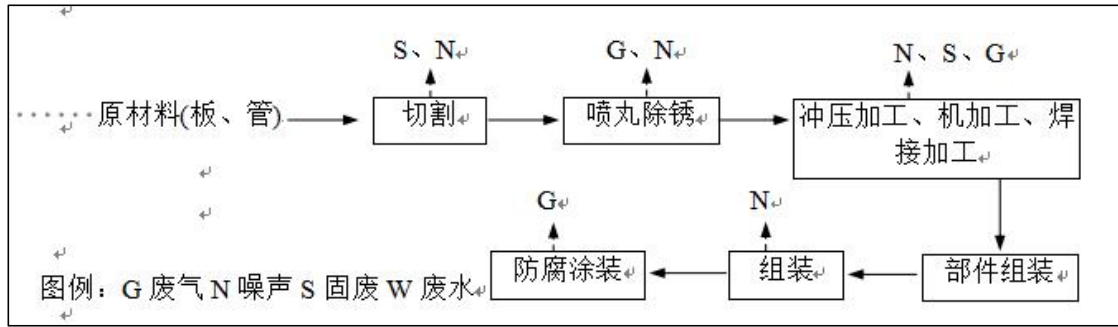 S、N
G、N
N、S、G
原材料(板、管)
切割
喷丸除锈
冲压加工、机加工、焊
接加工
G
N
防腐涂装
组装
部件组装
图例：G 废气 N 噪声 S 固废 W 废水